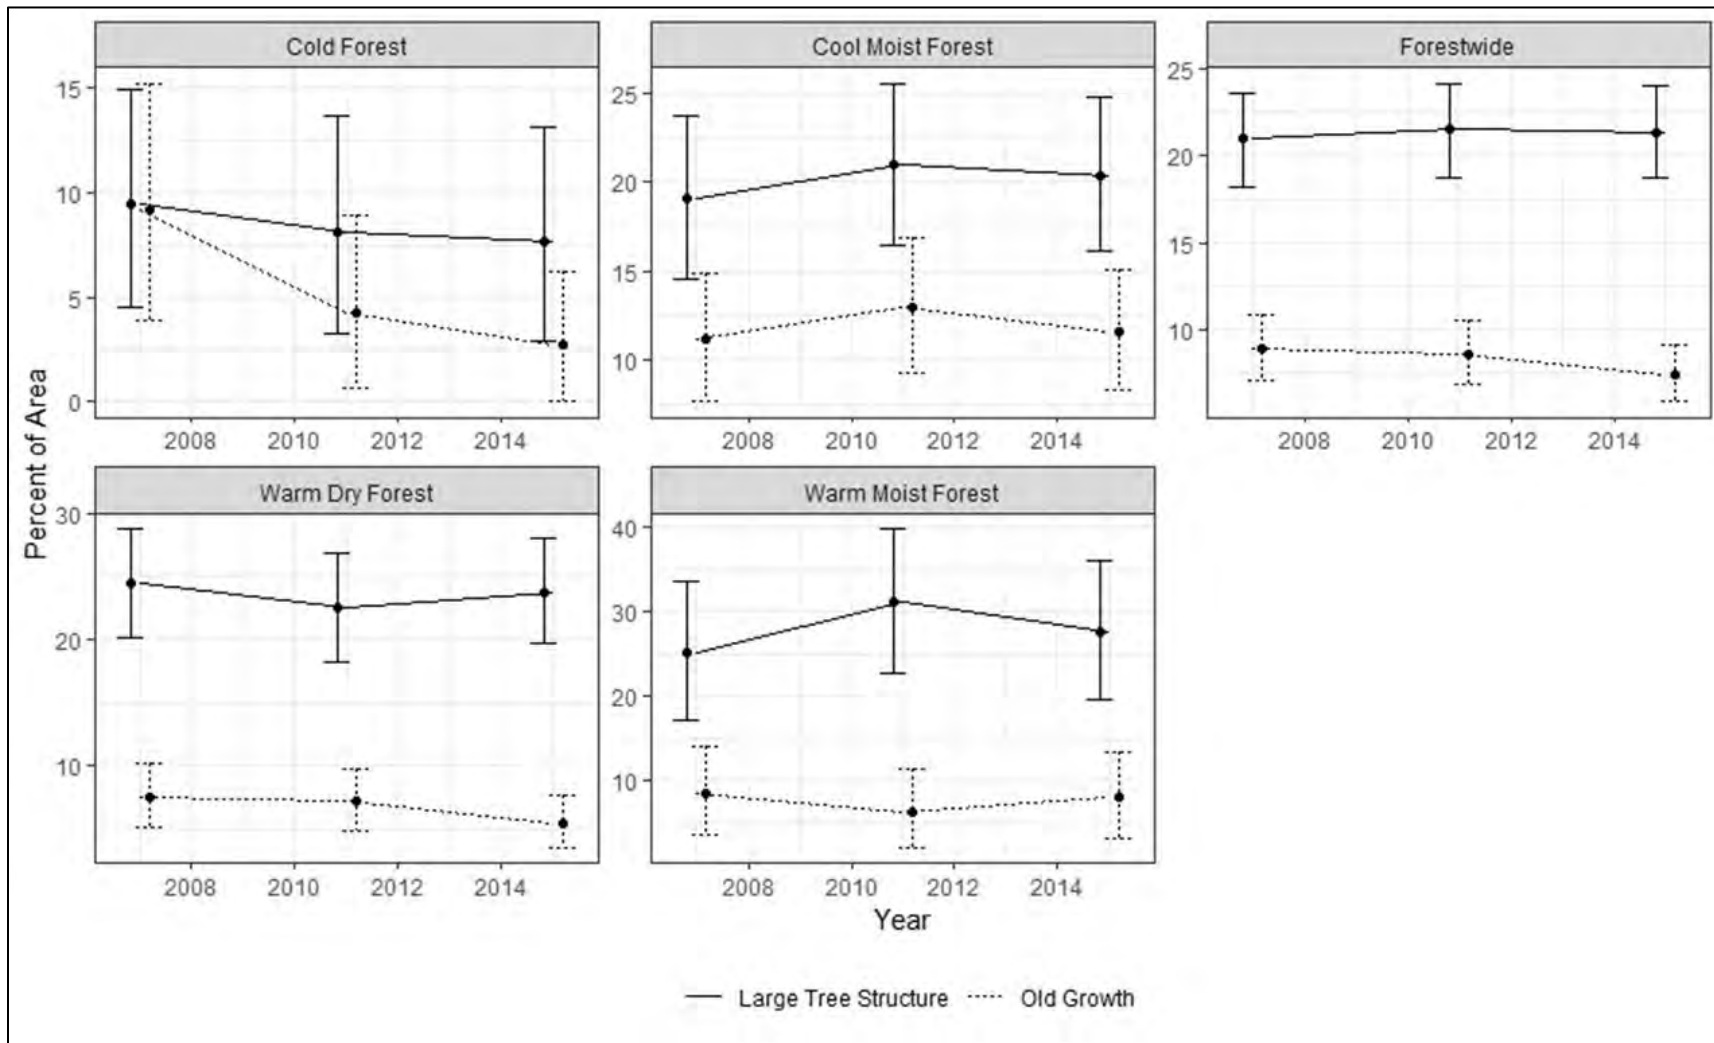 Cold Forest
Cool Moist Forest
Forestwide
15
10
5
0
25
20
15
10
25
20
15
10
2008 2010 2012 2014
2008 2010 2012 2014
2008 2010 2012 2014
Percent of Area
Warm Dry Forest
Warm Moist Forest
30
20
10
40
30
20
10
2008 2010 2012 2014
2008 2010 2012 2014
Year
Large Tree Structure
Old Growth